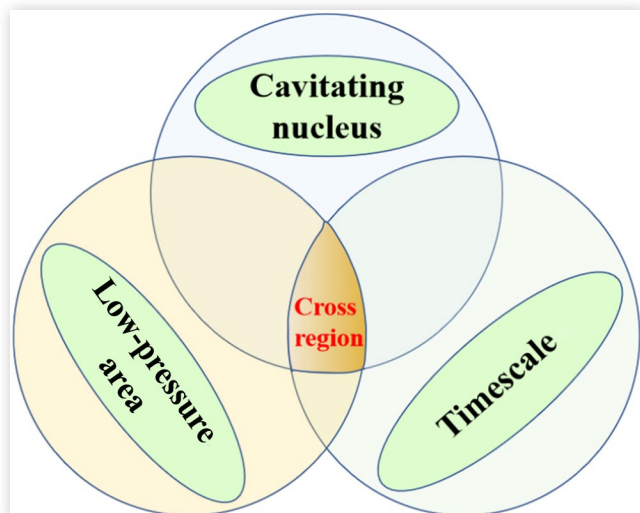 Cavitating
nucleus
Cross
region
Low-pressure
area
Timescale